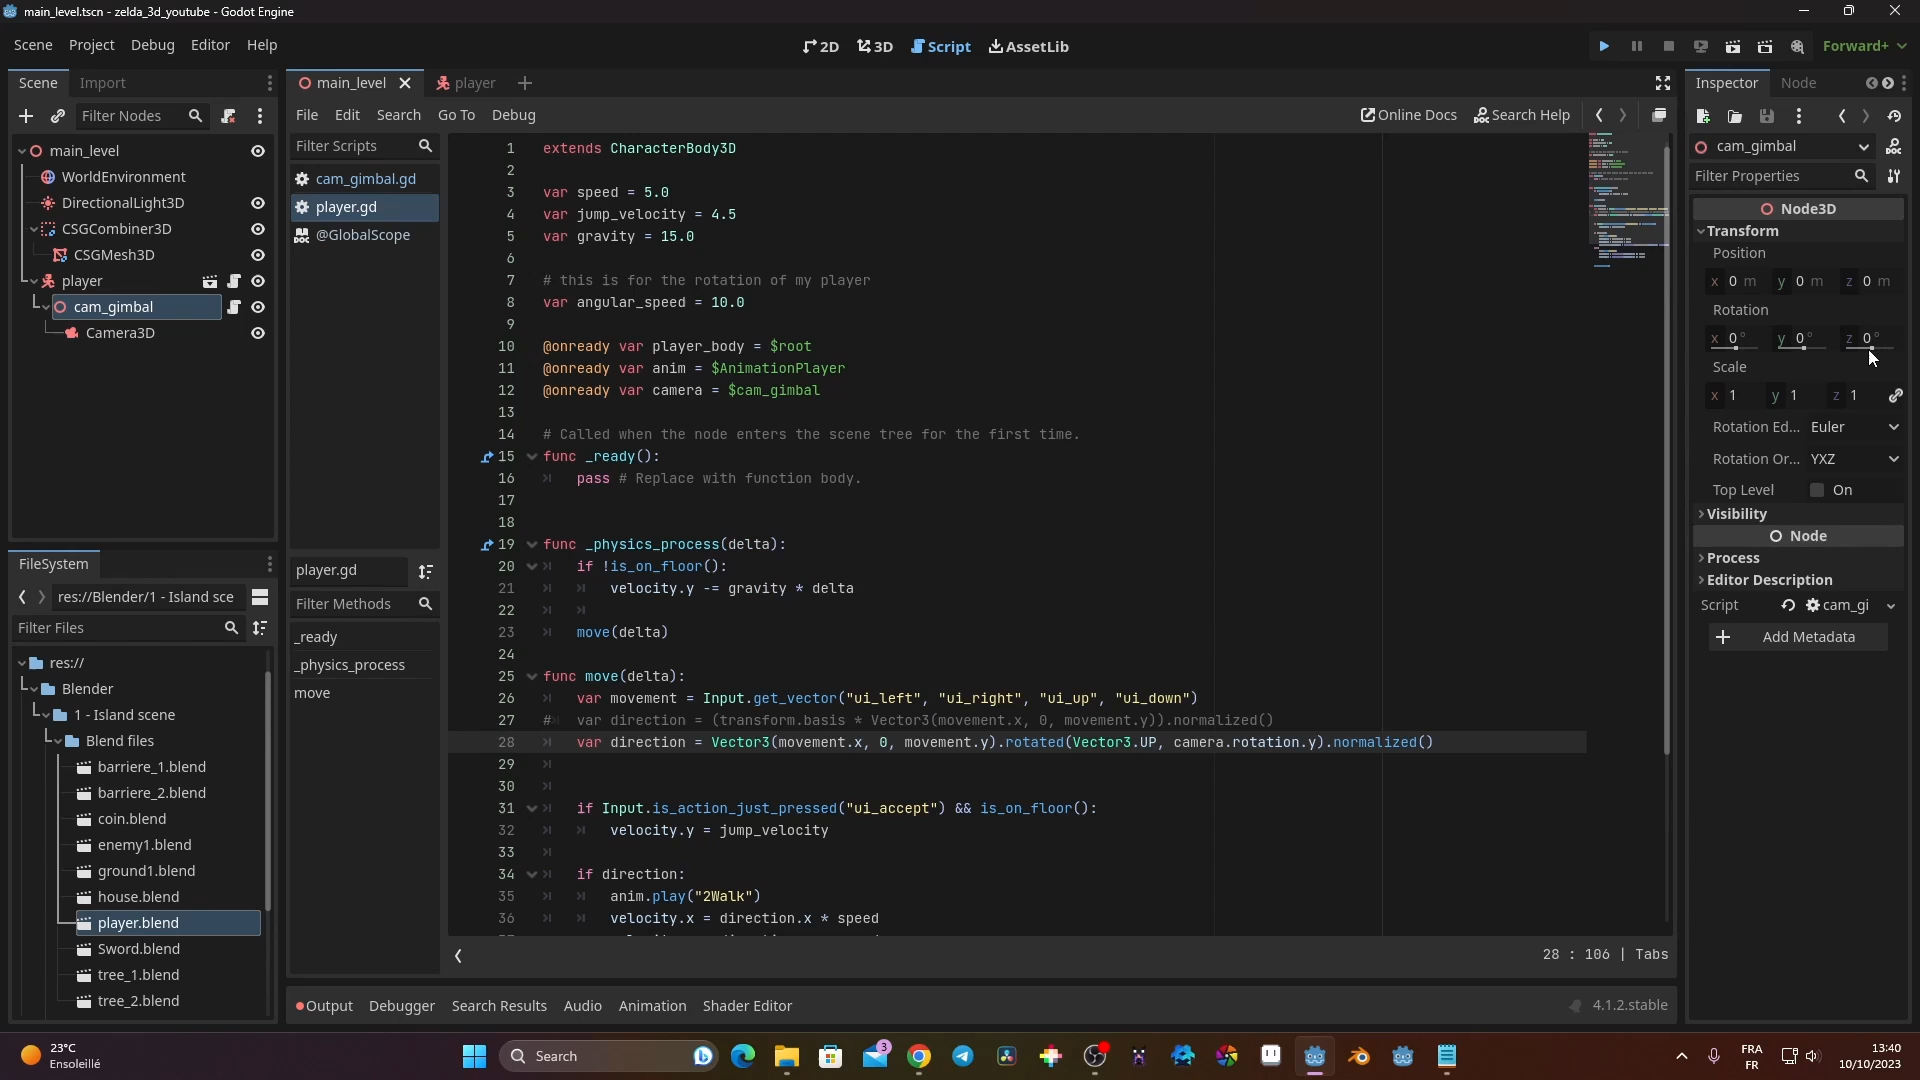 main_level.tscn - zelda_3d_youtube - Godot Engine
Scene Project Debug Editor Help
2D 3D Script AssetLib
Forward+
Scene Import
Filter Nodes
main_level
WorldEnvironment
DirectionalLight3D
CSGCombiner3D
CSGMesh3D
player
cam_gimbal
Camera3D
FileSystem
res://Blender/1 - Island sce
Filter Files
res://
Blender
1 - Island scene
Blend files
barriere_1.blend
barriere_2.blend
coin.blend
enemy1.blend
ground1.blend
house.blend
player.blend
Sword.blend
tree_1.blend
tree_2.blend
main_level player
File Edit Search Go To Debug
Online Docs Search Help
Filter Scripts
cam_gimbal.gd
player.gd
@GlobalScope
player.gd
Filter Methods
_ready
_physics_process
move
1 extends CharacterBody3D
2
3 var speed = 5.0
4 var jump_velocity = 4.5
5 var gravity = 15.0
6
7 # this is for the rotation of my player
8 var angular_speed = 10.0
9
10 @onready var player_body = $root
11 @onready var anim = $AnimationPlayer
12 @onready var camera = $cam_gimbal
13
14 # Called when the node enters the scene tree for the first time.
15 func _ready():
16 pass # Replace with function body.
17
18
19 func _physics_process(delta):
20 if !is_on_floor():
21 velocity.y -= gravity * delta
22
23 move(delta)
24
25 func move(delta):
26 var movement = Input.get_vector("ui_left", "ui_right", "ui_up", "ui_down")
27 # var direction = (transform.basis * Vector3(movement.x, 0, movement.y)).normalized()
28 var direction = Vector3(movement.x, 0, movement.y).rotated(Vector3.UP, camera.rotation.y).normalized()
29
30
31 if Input.is_action_just_pressed("ui_accept") && is_on_floor():
32 velocity.y = jump_velocity
33
34 if direction:
35 anim.play("2Walk")
36 velocity.x = direction.x * speed
28 : 106 | Tabs
Output Debugger Search Results Audio Animation Shader Editor
4.1.2.stable
Inspector Node
cam_gimbal
Filter Properties
Node3D
Transform
Position
x 0 m y 0 m z 0 m
Rotation
x 0 ° y 0 ° z 0 °
Scale
x 1 y 1 z 1
Rotation Ed... Euler
Rotation Or... YXZ
Top Level On
Visibility
Node
Process
Editor Description
Script cam_gi
Add Metadata
23°C
Ensoleillé
Search
3
FRA
FR
13:40
10/10/2023